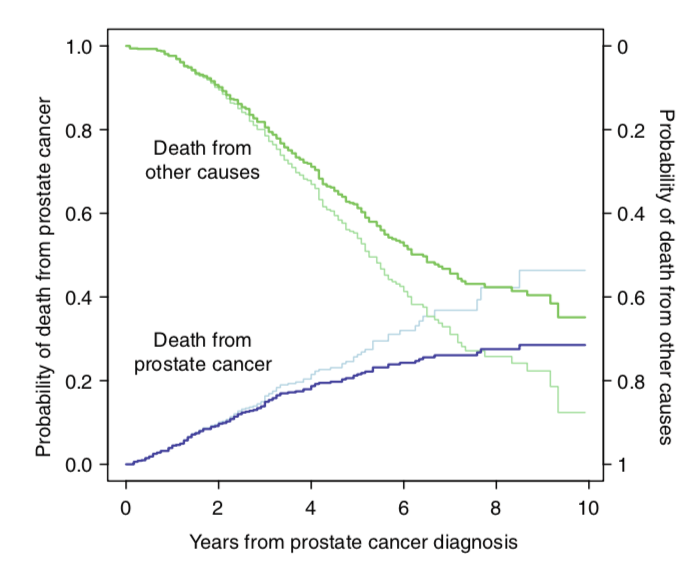 Probability of death from prostate cancer
1.0
0.8
0.6
0.4
0.2
0.0
Death from
other causes
Death from
prostate cancer
0
0.2
0.4
0.6
0.8
1
Probability of death from other causes
0 2 4 6 8 10
Years from prostate cancer diagnosis